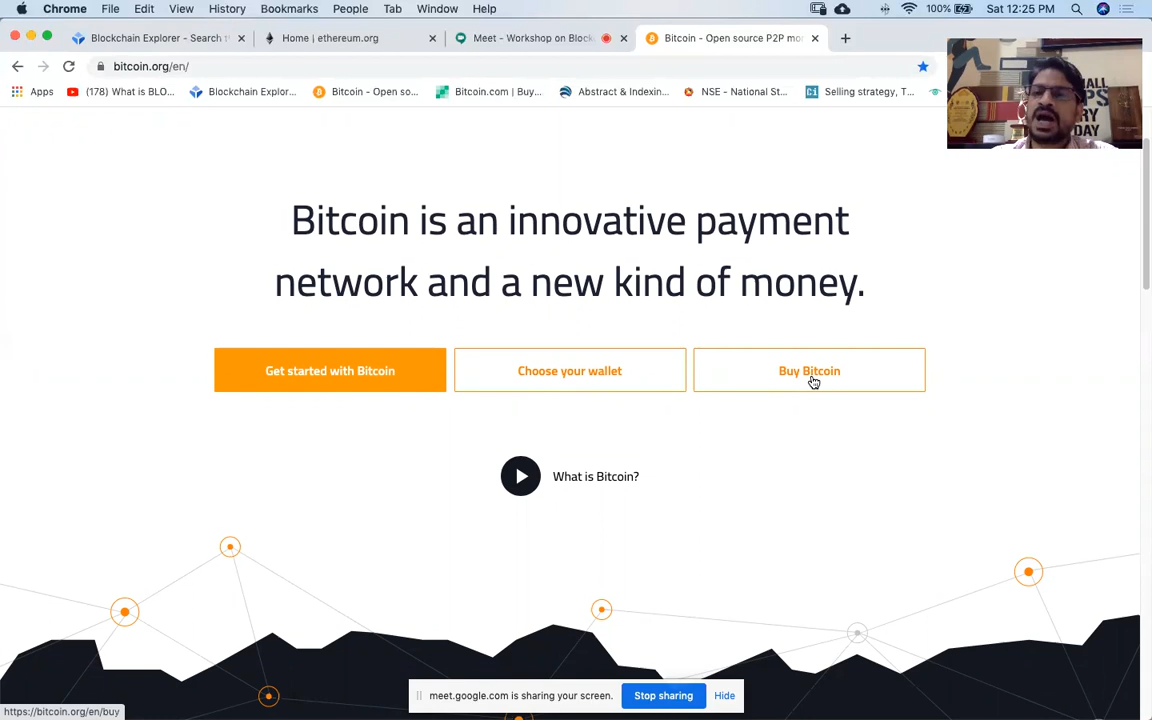 Chrome File Edit View History Bookmarks People Tab Window Help 100% Sat 12:25 PM
Blockchain Explorer - Search t Home | ethereum.org Meet - Workshop on Block Bitcoin - Open source P2P mo
bitcoin.org/en/
Apps (178) What is BLO... Blockchain Explor... Bitcoin - Open so... Bitcoin.com | Buy... Abstract & Indexin... NSE - National St... Selling strategy, T...
DAY
Bitcoin is an innovative payment
network and a new kind of money.
Get started with Bitcoin Choose your wallet Buy Bitcoin
What is Bitcoin?
meet.google.com is sharing your screen. Stop sharing Hide
https://bitcoin.org/en/buy